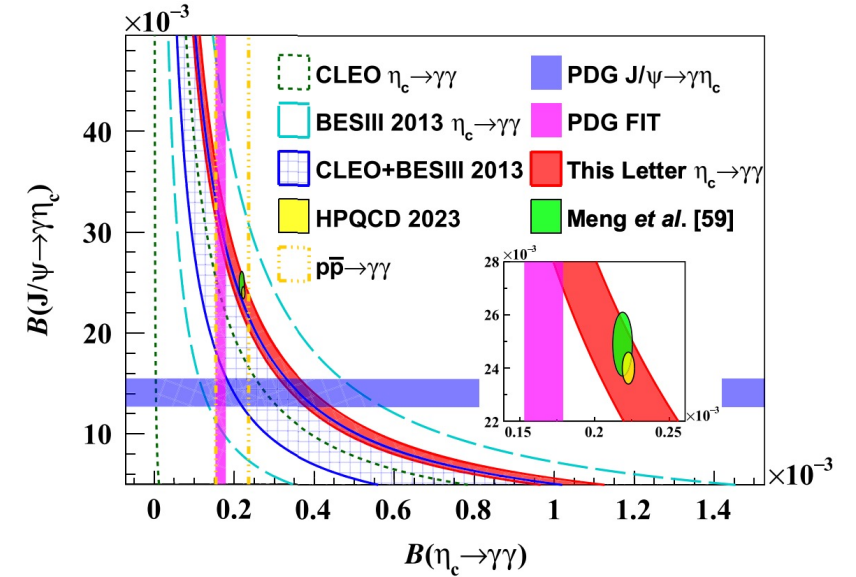 ×10⁻³
CLEO η_c→γγ
BESIII 2013 η_c→γγ
CLEO+BESIII 2013
HPQCD 2023
pp̅→γγ
PDG J/ψ→γη_c
PDG FIT
This Letter η_c→γγ
Meng et al. [59]
B(J/ψ→γη_c)
40
30
20
10
×10⁻³
28
26
24
22
0.15
0.2
0.25
×10⁻³
×10⁻³
0
0.2
0.4
0.6
0.8
1
1.2
1.4
B(η_c→γγ)